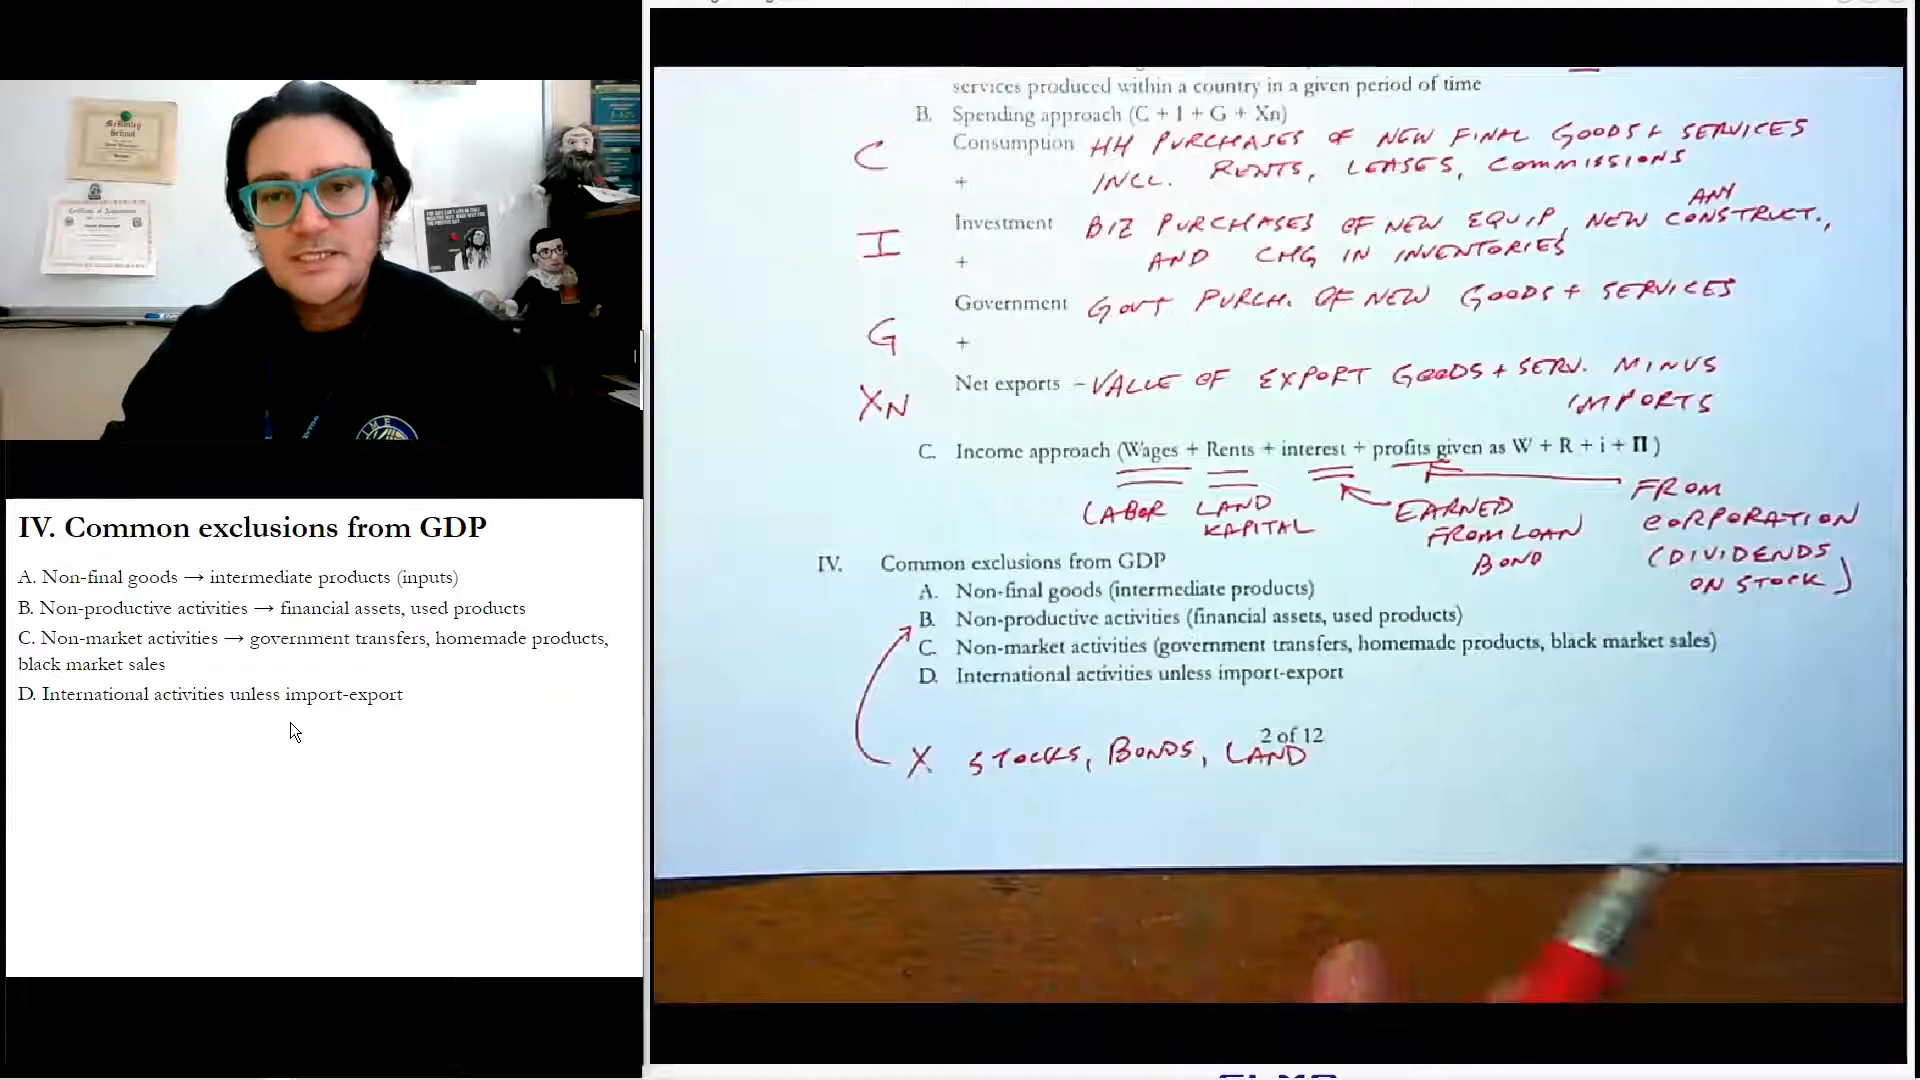 IV. Common exclusions from GDP
A. Non-final goods → intermediate products (inputs)
B. Non-productive activities → financial assets, used products
C. Non-market activities → government transfers, homemade products,
black market sales
D. International activities unless import-export
services produced within a country in a given period of time
B. Spending approach (C + I + G + Xn)
C
Consumption HH PURCHASES OF NEW FINAL GOODS + SERVICES
+ INCL. RENTS, LEASES, COMMISSIONS
ANY
I
Investment BIZ PURCHASES OF NEW EQUIP, NEW CONSTRUCT.,
+ AND CHG IN INVENTORIES
Government GOVT PURCH. OF NEW GOODS + SERVICES
G
+
Net exports – VALUE OF EXPORT GOODS + SERV. MINUS
XN IMPORTS
C. Income approach (Wages + Rents + interest + profits given as W + R + i + Π )
LABOR LAND
KAPITAL
EARNED
FROM LOAN
BOND
FROM
CORPORATION
(DIVIDENDS
ON STOCK)
IV. Common exclusions from GDP
A. Non-final goods (intermediate products)
B. Non-productive activities (financial assets, used products)
C. Non-market activities (government transfers, homemade products, black market sales)
D. International activities unless import-export
2 of 12
X STOCKS, BONDS, LAND